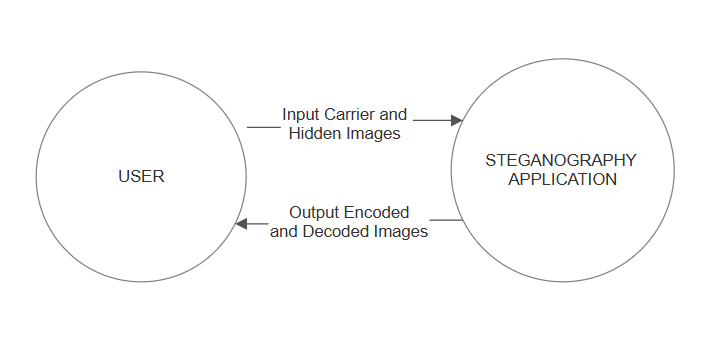 USER
Input Carrier and
Hidden Images
Output Encoded
and Decoded Images
STEGANOGRAPHY
APPLICATION